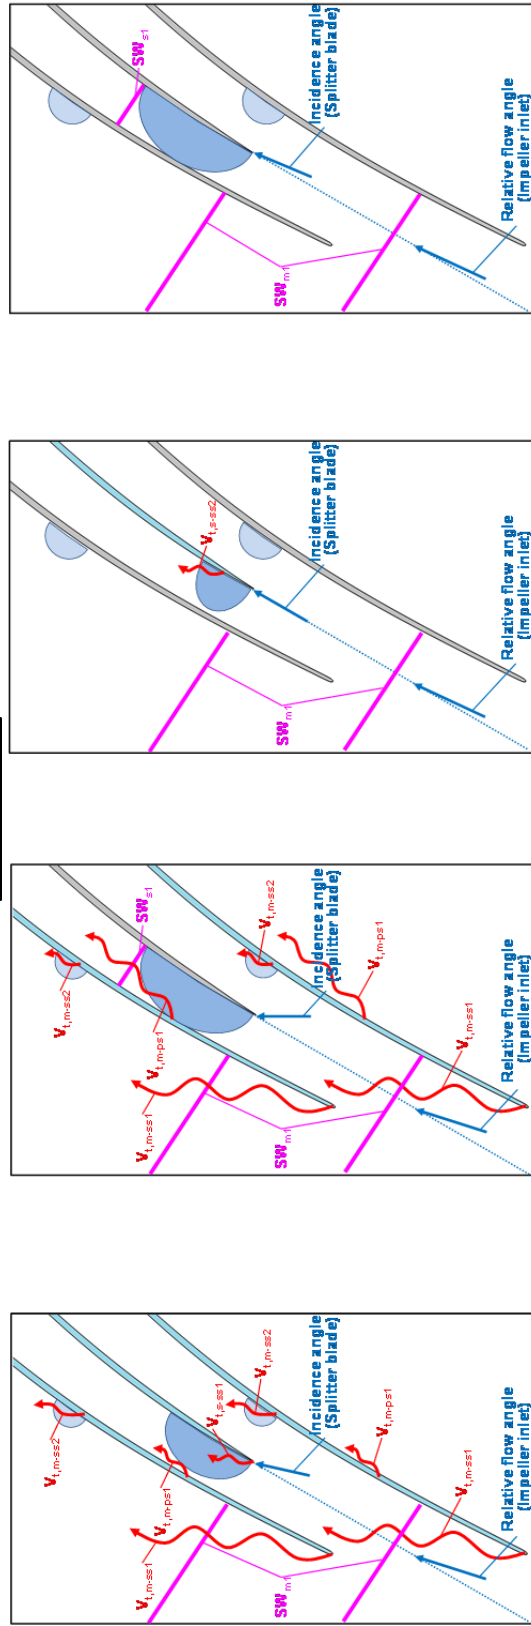 SW s1
SW m1
Incidence angle
(Splitter blade)
Relative flow angle
(Impeller inlet)
V t,s-ss2
SW m1
Incidence angle
(Splitter blade)
Relative flow angle
(Impeller inlet)
V t,m-ss2
SW s1
V t,m-ps1
V t,m-ss1
V t,m-ss2
SW m1
Incidence angle
(Splitter blade)
V t,m-ps1
V t,m-ss1
Relative flow angle
(Impeller inlet)
V t,m-ss2
V t,m-ps1
V t,m-ss1
V t,s-ss1
V t,m-ss2
SW m1
Incidence angle
(Splitter blade)
V t,m-ps1
V t,m-ss1
Relative flow angle
(Impeller inlet)